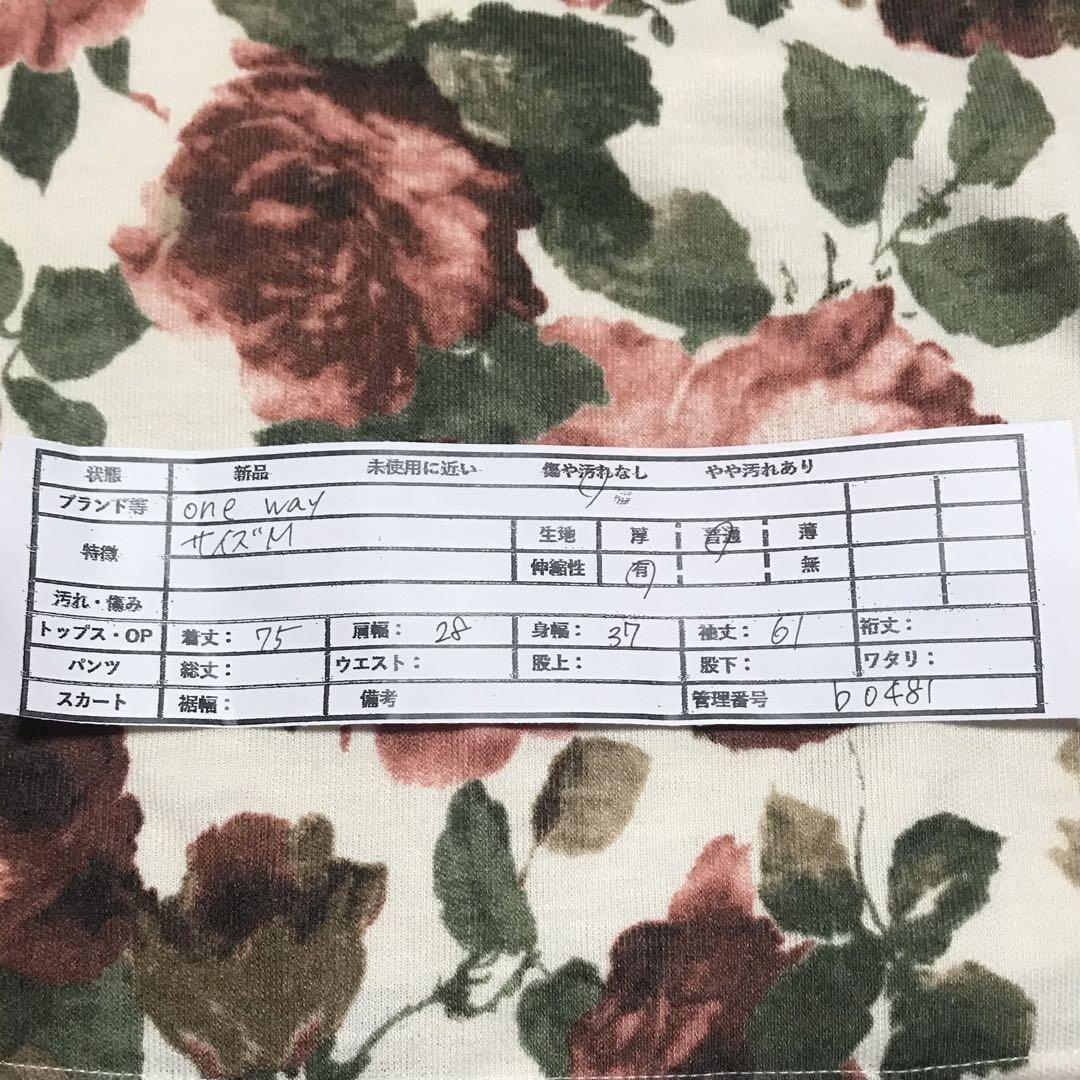 状態 新品 未使用に近い 傷や汚れなし やや汚れあり
ブランド等 one way
特徴 サイズM 生地 厚 普通 薄
伸縮性 有 無
汚れ・傷み
トップス・OP 着丈: 75 肩幅: 28 身幅: 37 袖丈: 61 裄丈:
パンツ 総丈: ウエスト: 股上: 股下: ワタリ:
スカート 裾幅: 備考 管理番号 b0481